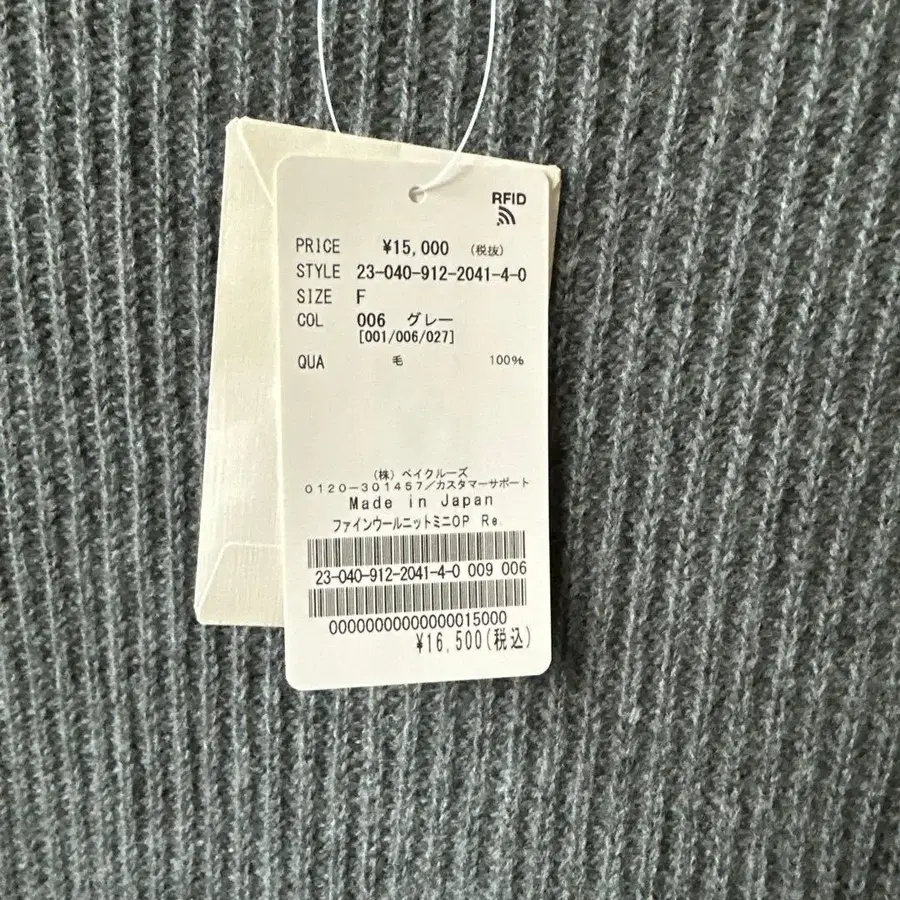 RFID
PRICE ¥15,000 (税抜)
STYLE 23-040-912-2041-4-0
SIZE F
COL 006 グレー
[001/006/027]
QUA 毛 100%
(株) ベイクルーズ
0120-301457/カスタマーサポート
Made in Japan
ファインウールニットミニOP Re
23-040-912-2041-4-0 009 006
00000000000000015000
¥16,500(税込)